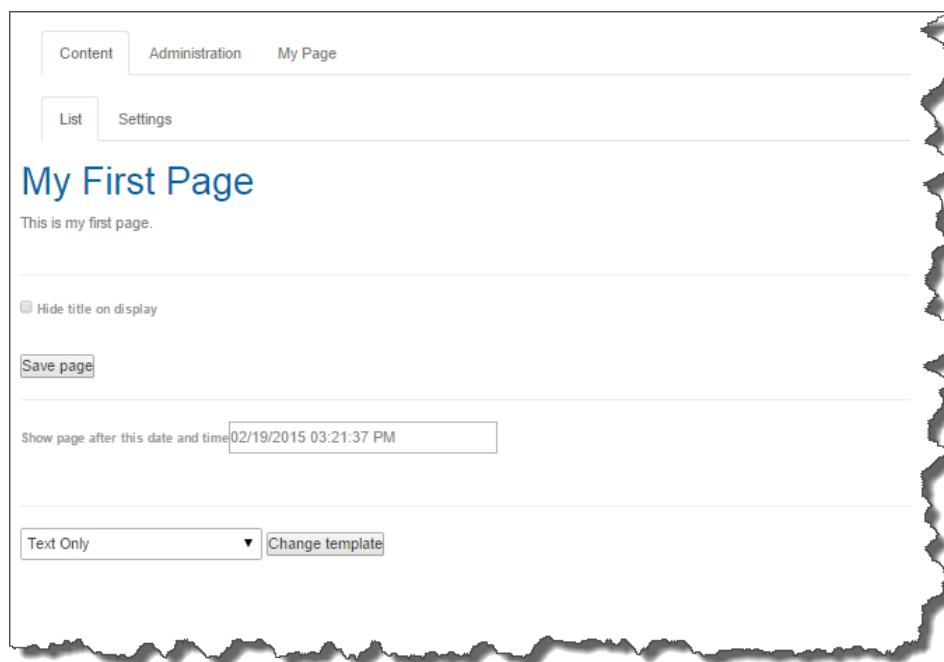 Content Administration My Page
List Settings
My First Page
This is my first page.
Hide title on display
Save page
Show page after this date and time 02/19/2015 03:21:37 PM
Text Only Change template